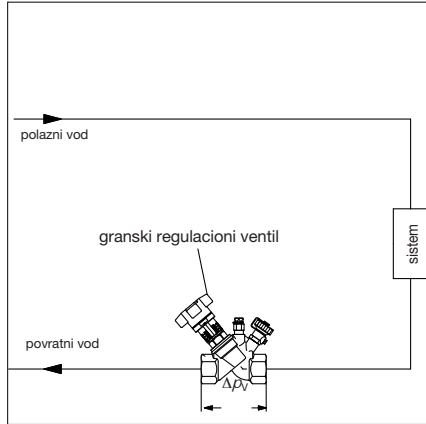 polazni vod
granski regulacioni ventil
sistem
povratni vod
Δpv